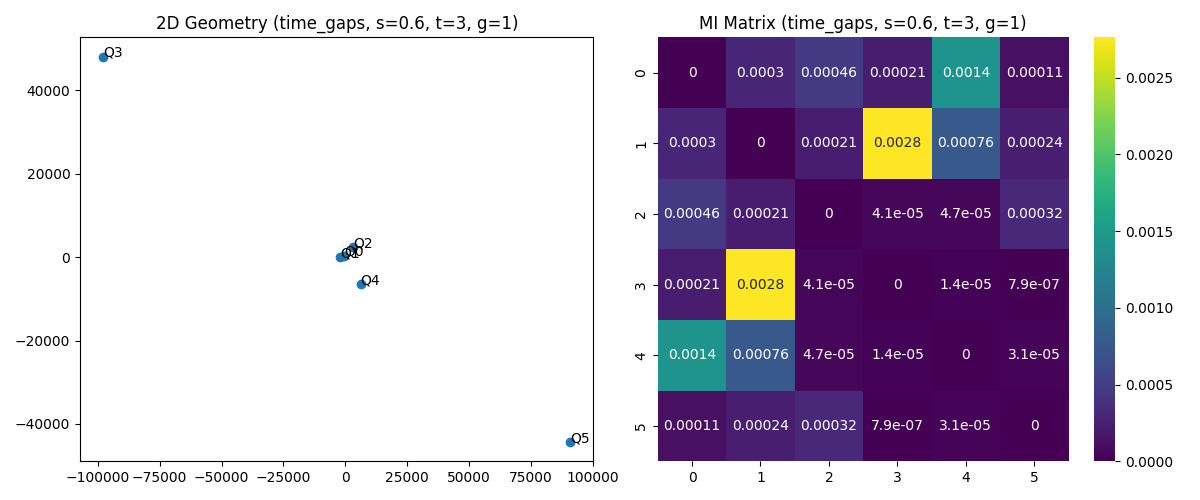 2D Geometry (time_gaps, s=0.6, t=3, g=1)
Q3
Q2
Q0
Q1
Q4
Q5
40000
20000
0
−20000
−40000
−100000 −75000 −50000 −25000 0 25000 50000 75000 100000
MI Matrix (time_gaps, s=0.6, t=3, g=1)
0 0 0.0003 0.00046 0.00021 0.0014 0.00011
1 0.0003 0 0.00021 0.0028 0.00076 0.00024
2 0.00046 0.00021 0 4.1e-05 4.7e-05 0.00032
3 0.00021 0.0028 4.1e-05 0 1.4e-05 7.9e-07
4 0.0014 0.00076 4.7e-05 1.4e-05 0 3.1e-05
5 0.00011 0.00024 0.00032 7.9e-07 3.1e-05 0
0 1 2 3 4 5
0.0025
0.0020
0.0015
0.0010
0.0005
0.0000